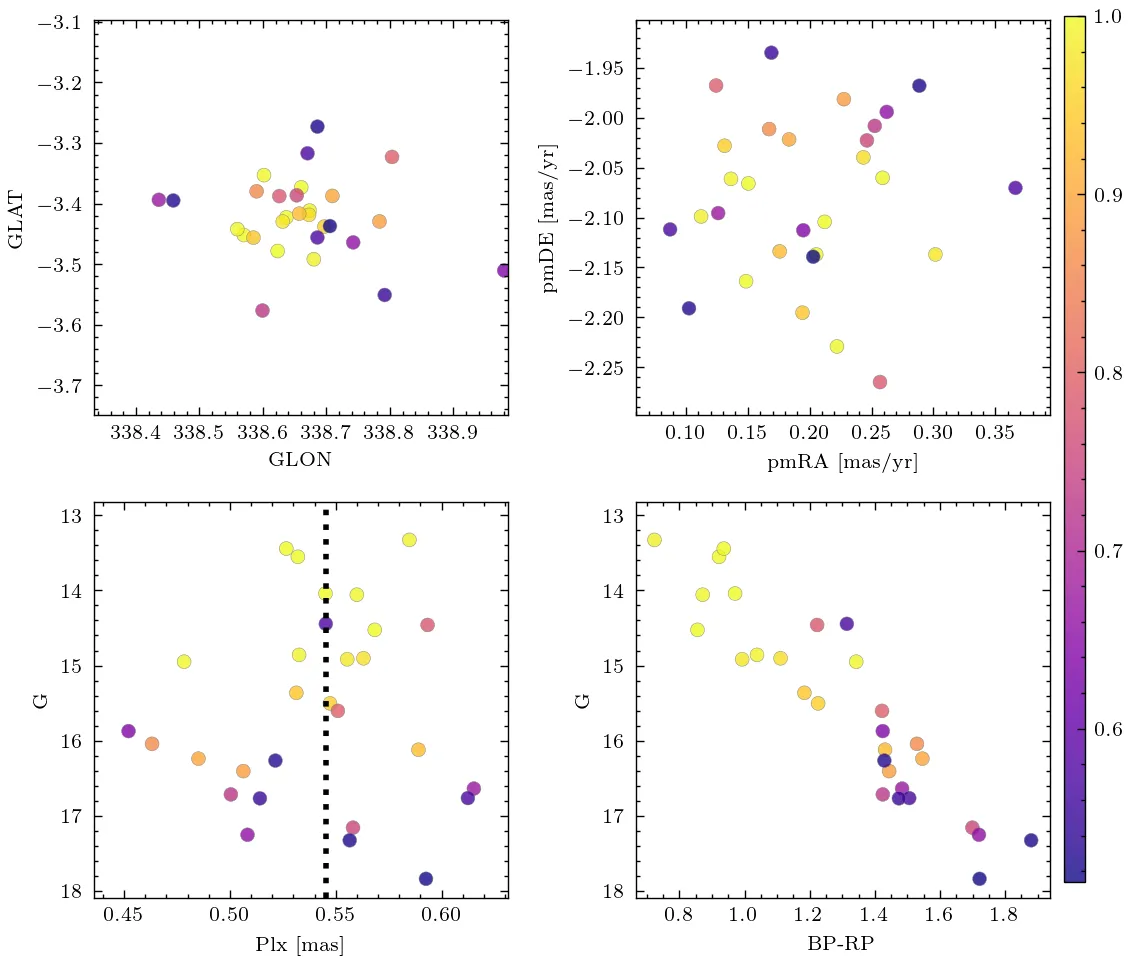 −3.1
−3.2
−3.3
−3.4
−3.5
−3.6
−3.7
GLAT
338.4 338.5 338.6 338.7 338.8 338.9
GLON
−1.95
−2.00
−2.05
−2.10
−2.15
−2.20
−2.25
pmDE [mas/yr]
0.10 0.15 0.20 0.25 0.30 0.35
pmRA [mas/yr]
13
14
15
16
17
18
G
0.45 0.50 0.55 0.60
Plx [mas]
13
14
15
16
17
18
G
0.8 1.0 1.2 1.4 1.6 1.8
BP-RP
1.0
0.9
0.8
0.7
0.6